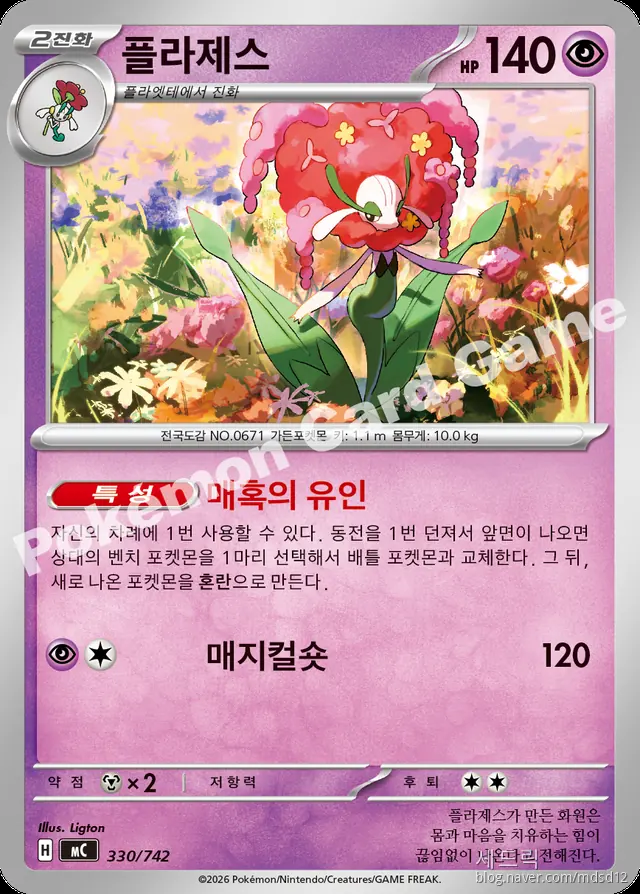 2진화
플라제스
HP 140
플라엣테에서 진화
전국도감 NO.0671 가든포켓몬 키: 1.1 m 몸무게: 10.0 kg
특성 매혹의 유인
자신의 차례에 1번 사용할 수 있다. 동전을 1번 던져서 앞면이 나오면
상대의 벤치 포켓몬을 1마리 선택해서 배틀 포켓몬과 교체한다. 그 뒤,
새로 나온 포켓몬을 혼란으로 만든다.
매지컬숏 120
약점 ×2 저항력 후퇴
Illus. Ligton
H MC 330/742
플라제스가 만든 화원은
몸과 마음을 치유하는 힘이
끊임없이 나온다고 전해진다.
©2026 Pokémon/Nintendo/Creatures/GAME FREAK.
Pokémon Card Game
세드릭
blog.naver.com/mdsd12